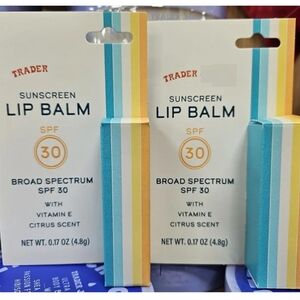 TRADER
SUNSCREEN
LIP BALM
SPF
30
BROAD SPECTRUM
SPF 30
WITH
VITAMIN E
CITRUS SCENT
NET WT. 0.17 OZ (4.8g)
TRADER
SUNSCREEN
LIP BALM
SPF
30
BROAD SPECTRUM
SPF 30
WITH
VITAMIN E
CITRUS SCENT
NET WT. 0.17 OZ (4.8g)